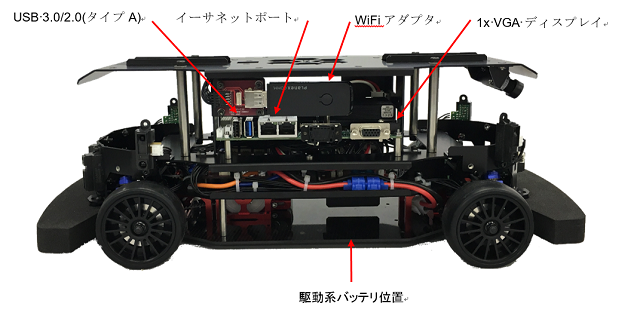 USB·3.0/2.0(タイプ A)
イーサネットポート
WiFi アダプタ
1x·VGA·ディスプレイ
駆動系バッテリ位置